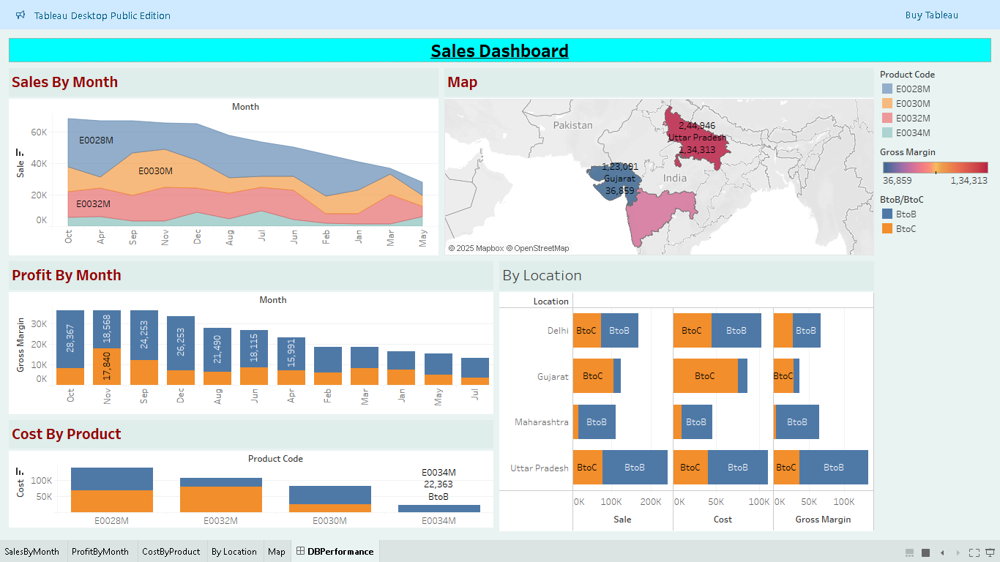 Tableau Desktop Public Edition
Buy Tableau
Sales Dashboard
Sales By Month
Month
Sale
60K
40K
20K
0K
E0028M
E0030M
E0032M
Oct
Apr
Sep
Nov
Dec
Aug
Jul
Jun
Feb
Jan
Mar
May
Map
Pakistan
India
2,44,946
Uttar Pradesh
1,34,313
1,23,091
Gujarat
36,859
© 2025 Mapbox © OpenStreetMap
Product Code
E0028M
E0030M
E0032M
E0034M
Gross Margin
36,859 1,34,313
BtoB/BtoC
BtoB
BtoC
Profit By Month
Month
Gross Margin
30K
20K
10K
0K
28,367
18,568
17,840
24,253
26,253
21,490
18,115
15,991
Oct
Nov
Sep
Dec
Aug
Jun
Apr
Feb
Mar
Jan
May
Jul
Cost By Product
Product Code
Cost
100K
50K
E0034M
22,363
BtoB
E0028M
E0032M
E0030M
E0034M
By Location
Location
Delhi
BtoC BtoB BtoC BtoB BtoB
Gujarat
BtoC BtoC BtoC
Maharashtra
BtoB BtoB BtoB
Uttar Pradesh
BtoC BtoB BtoC BtoB BtoC BtoB
0K 100K 200K 0K 50K 100K 0K 50K 100K
Sale Cost Gross Margin
SalesByMonth ProfitByMonth CostByProduct By Location Map DBPerformance